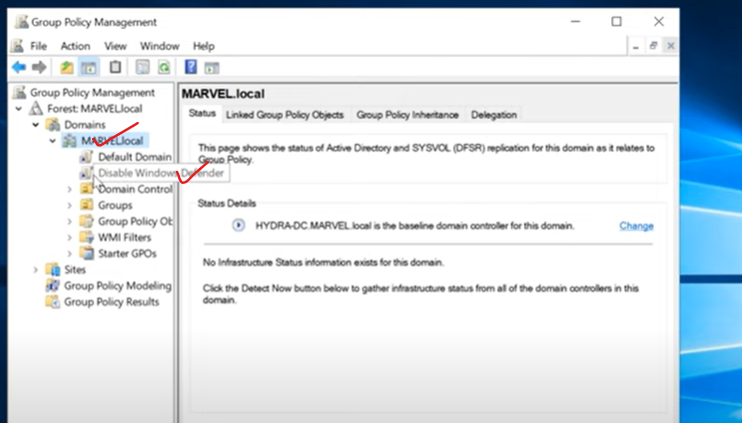 Group Policy Management
File Action View Window Help
Group Policy Management
Forest: MARVEL.local
Domains
MARVEL.local
Default Domain
Disable Windows Defender
Domain Control
Groups
Group Policy Ob
WMI Filters
Starter GPOs
Sites
Group Policy Modeling
Group Policy Results
MARVEL.local
Status Linked Group Policy Objects Group Policy Inheritance Delegation
This page shows the status of Active Directory and SYSVOL (DFSR) replication for this domain as it relates to
Group Policy.
Status Details
HYDRA-DC.MARVEL.local is the baseline domain controller for this domain. Change
No Infrastructure Status information exists for this domain.
Click the Detect Now button below to gather infrastructure status from all of the domain controllers in this
domain.